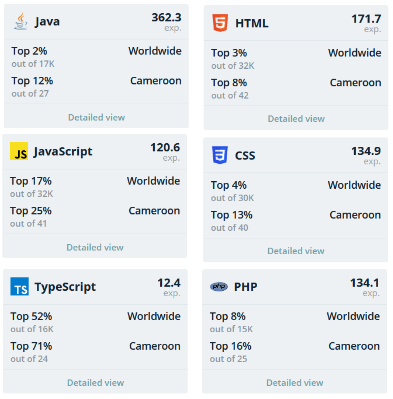 Java 362.3
exp.
Top 2% Worldwide
out of 17K
Top 12% Cameroon
out of 27
Detailed view
HTML 171.7
exp.
Top 3% Worldwide
out of 32K
Top 8% Cameroon
out of 42
Detailed view
JS JavaScript 120.6
exp.
Top 17% Worldwide
out of 32K
Top 25% Cameroon
out of 41
Detailed view
CSS 134.9
exp.
Top 4% Worldwide
out of 30K
Top 13% Cameroon
out of 40
Detailed view
TS TypeScript 12.4
exp.
Top 52% Worldwide
out of 16K
Top 71% Cameroon
out of 24
Detailed view
php PHP 134.1
exp.
Top 8% Worldwide
out of 15K
Top 16% Cameroon
out of 25
Detailed view